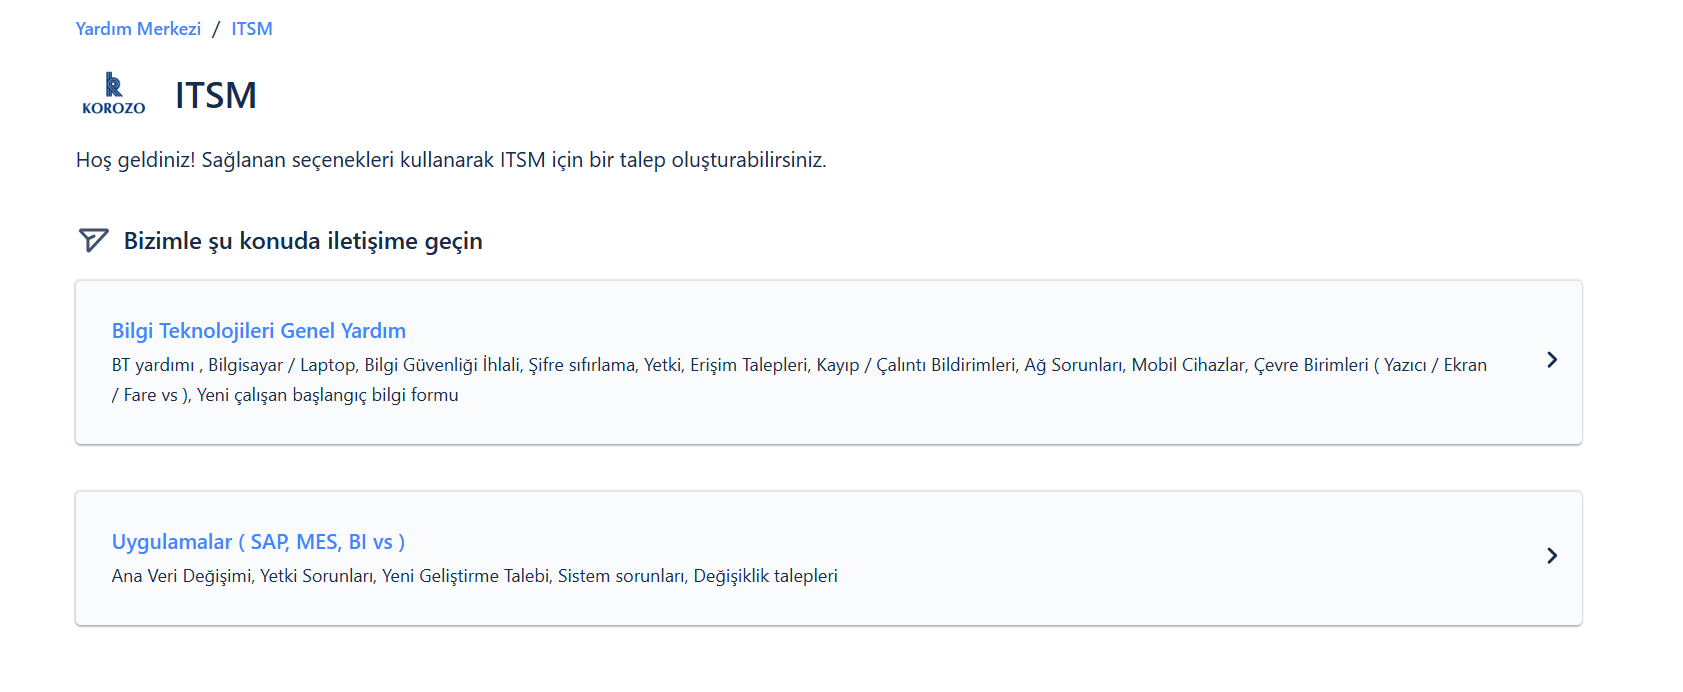 Yardım Merkezi / ITSM
KOROZO
ITSM
Hoş geldiniz! Sağlanan seçenekleri kullanarak ITSM için bir talep oluşturabilirsiniz.
Bizimle şu konuda iletişime geçin
Bilgi Teknolojileri Genel Yardım
BT yardımı , Bilgisayar / Laptop, Bilgi Güvenliği İhlali, Şifre sıfırlama, Yetki, Erişim Talepleri, Kayıp / Çalıntı Bildirimleri, Ağ Sorunları, Mobil Cihazlar, Çevre Birimleri ( Yazıcı / Ekran
/ Fare vs ), Yeni çalışan başlangıç bilgi formu
Uygulamalar ( SAP, MES, BI vs )
Ana Veri Değişimi, Yetki Sorunları, Yeni Geliştirme Talebi, Sistem sorunları, Değişiklik talepleri